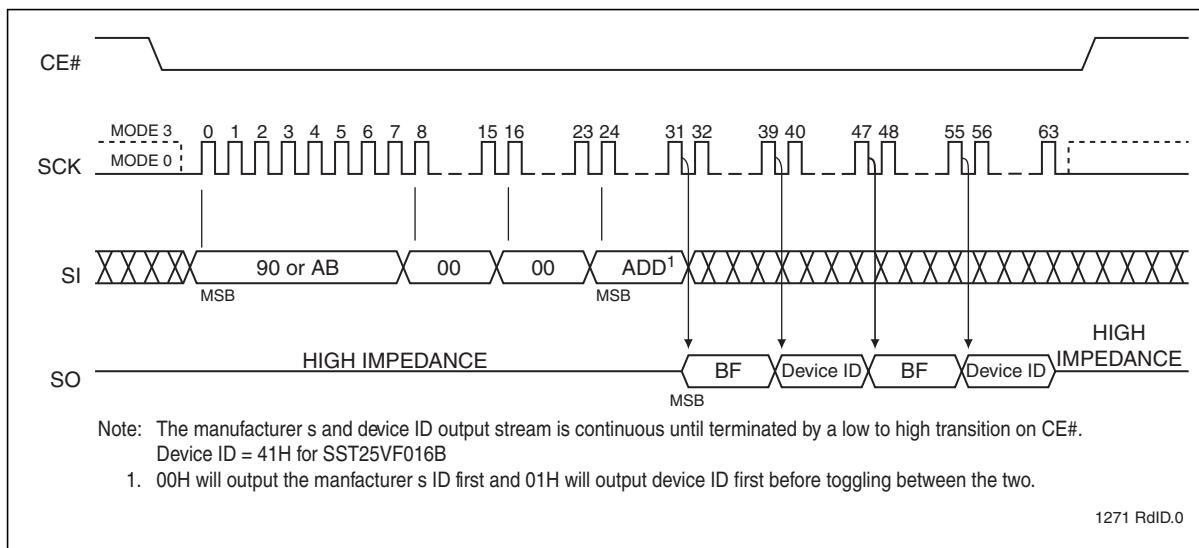 CE#
MODE 3 0 1 2 3 4 5 6 7 8 15 16 23 24 31 32 39 40 47 48 55 56 63
SCK MODE 0
SI 90 or AB 00 00 ADD1
MSB MSB
HIGH IMPEDANCE HIGH IMPEDANCE
SO BF Device ID BF Device ID
MSB
Note: The manufacturer s and device ID output stream is continuous until terminated by a low to high transition on CE#.
Device ID = 41H for SST25VF016B
1. 00H will output the manfacturer s ID first and 01H will output device ID first before toggling between the two.
1271 RdID.0